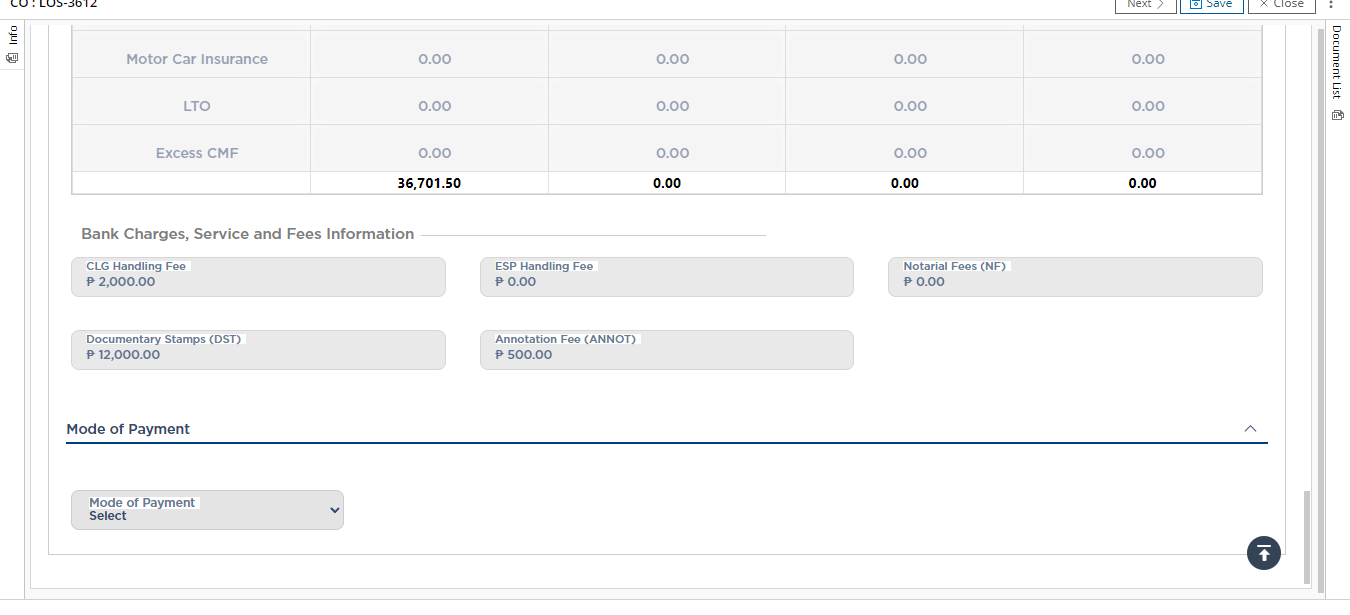 CO : LOS-3612
Next
Save
Close
Info
Document List
Motor Car Insurance 0.00 0.00 0.00 0.00
LTO 0.00 0.00 0.00 0.00
Excess CMF 0.00 0.00 0.00 0.00
36,701.50 0.00 0.00 0.00
Bank Charges, Service and Fees Information
CLG Handling Fee
₱ 2,000.00
ESP Handling Fee
₱ 0.00
Notarial Fees (NF)
₱ 0.00
Documentary Stamps (DST)
₱ 12,000.00
Annotation Fee (ANNOT)
₱ 500.00
Mode of Payment
Mode of Payment
Select